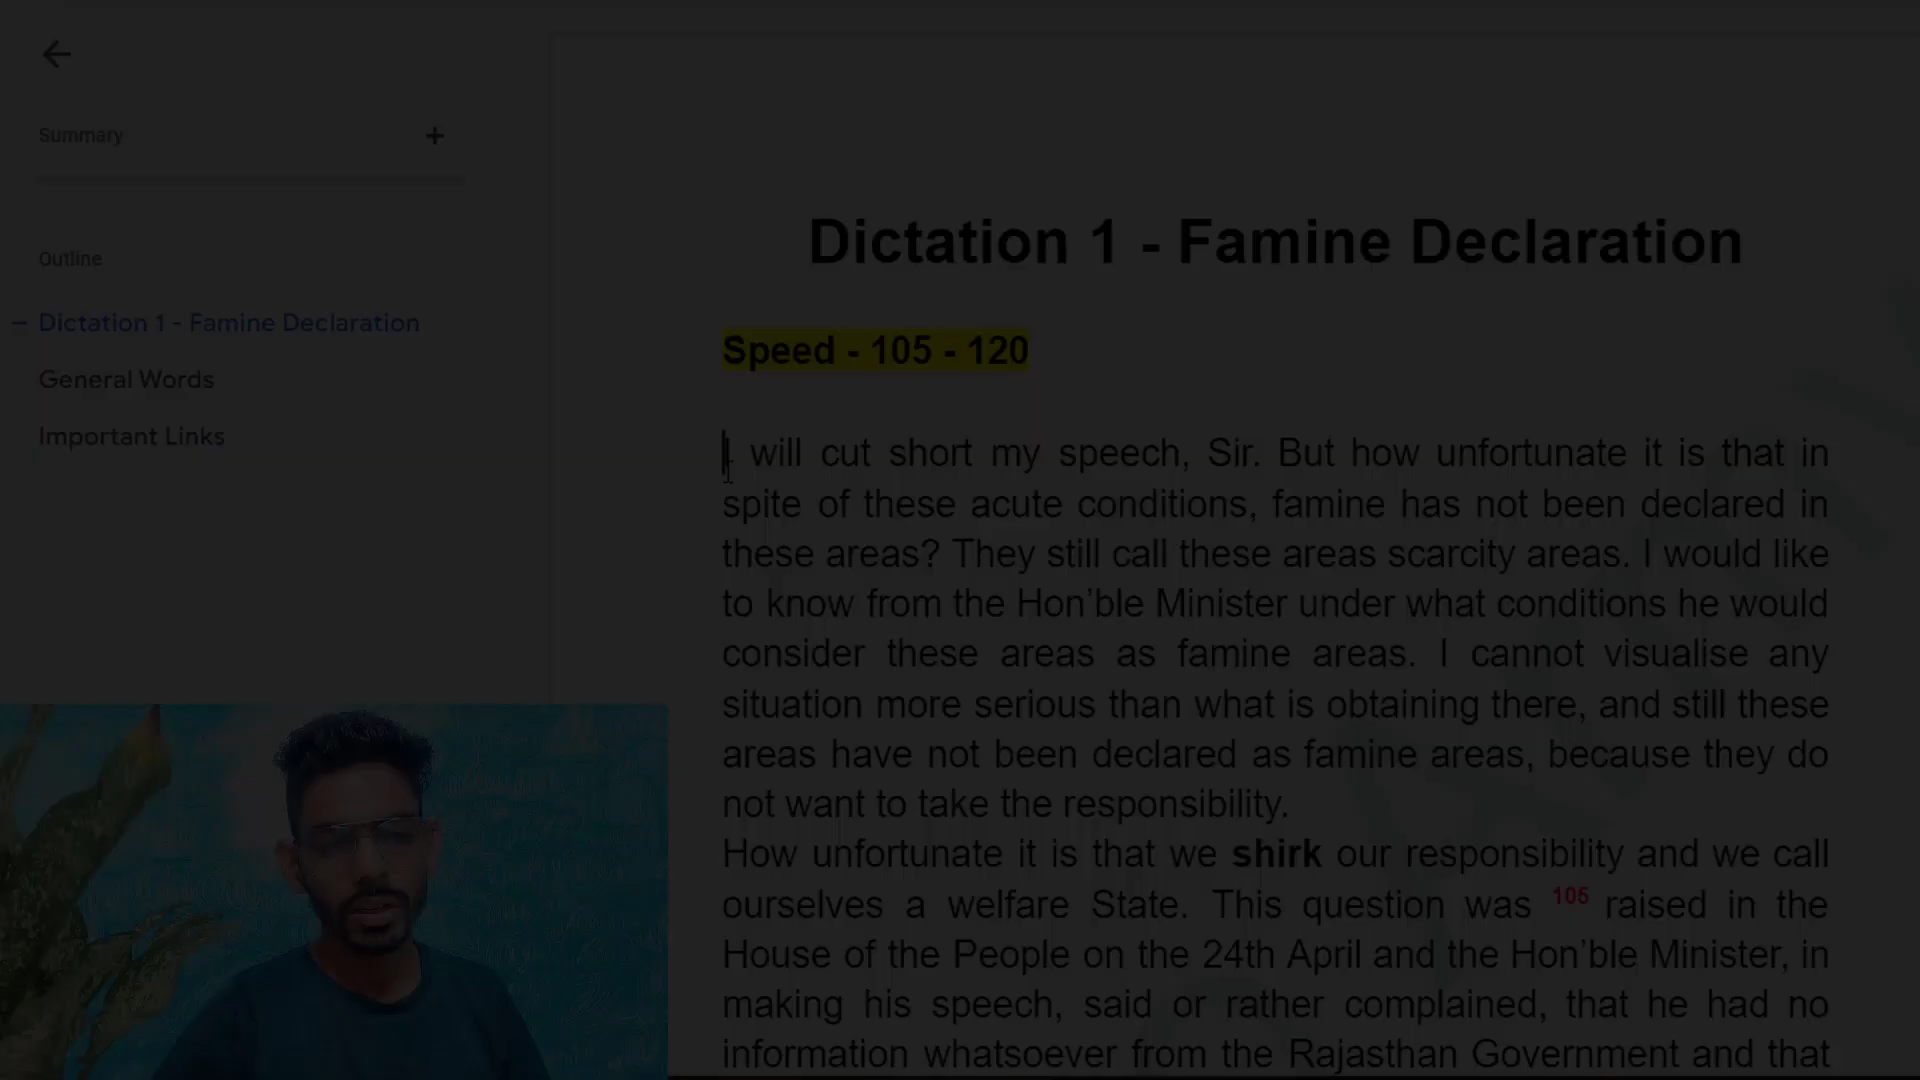 Summary
Outline
Dictation 1 - Famine Declaration
General Words
Important Links
Dictation 1 - Famine Declaration
Speed - 105 - 120
I will cut short my speech, Sir. But how unfortunate it is that in
spite of these acute conditions, famine has not been declared in
these areas? They still call these areas scarcity areas. I would like
to know from the Hon’ble Minister under what conditions he would
consider these areas as famine areas. I cannot visualise any
situation more serious than what is obtaining there, and still these
areas have not been declared as famine areas, because they do
not want to take the responsibility.
How unfortunate it is that we shirk our responsibility and we call
ourselves a welfare State. This question was 105 raised in the
House of the People on the 24th April and the Hon’ble Minister, in
making his speech, said or rather complained, that he had no
information whatsoever from the Rajasthan Government and that